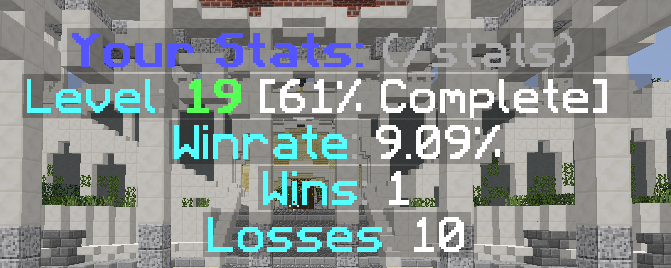 Your Stats: (/stats)
Level 19 [61% Complete]
Winrate 9.09%
Wins 1
Losses 10